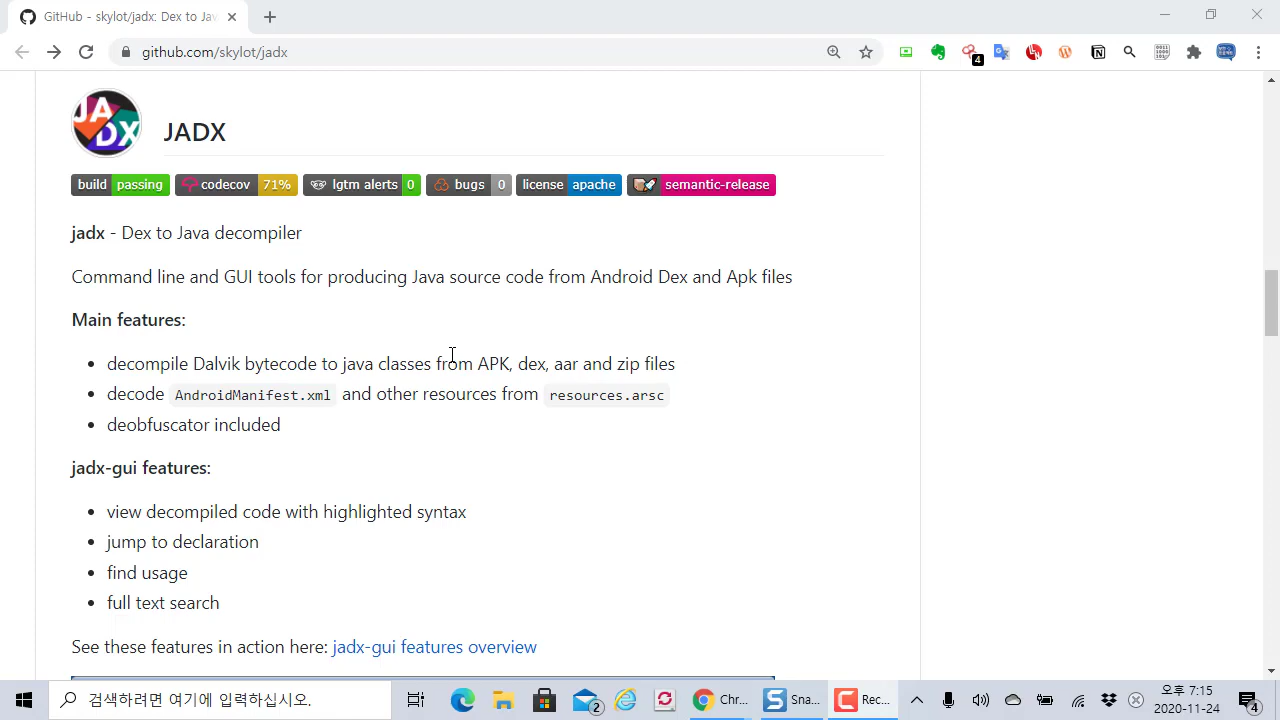 GitHub - skylot/jadx: Dex to Jav
github.com/skylot/jadx
4
JADX
JADX
build passing codecov 71% lgtm alerts 0 bugs 0 license apache semantic-release
jadx - Dex to Java decompiler
Command line and GUI tools for producing Java source code from Android Dex and Apk files
Main features:
decompile Dalvik bytecode to java classes from APK, dex, aar and zip files
decode AndroidManifest.xml and other resources from resources.arsc
deobfuscator included
jadx-gui features:
view decompiled code with highlighted syntax
jump to declaration
find usage
full text search
See these features in action here: jadx-gui features overview
검색하려면 여기에 입력하십시오.
2
Chr...
Sna...
Rec...
오후 7:15
2020-11-24
4